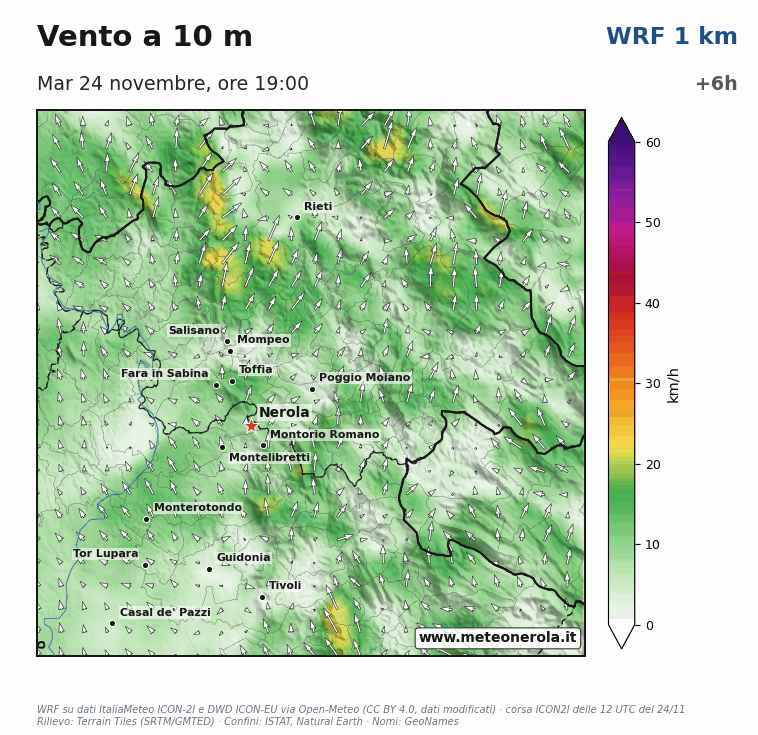 Vento a 10 m
WRF 1 km
Mar 24 novembre, ore 19:00
+6h
Rieti
Salisano
Mompeo
Fara in Sabina
Toffia
Poggio Moiano
Nerola
Montorio Romano
Montelibretti
Monterotondo
Tor Lupara
Guidonia
Tivoli
Casal de' Pazzi
www.meteonerola.it
60
50
40
30
20
10
0
km/h
WRF su dati ItaliaMeteo ICON-2I e DWD ICON-EU via Open-Meteo (CC BY 4.0, dati modificati) · corsa ICON2I delle 12 UTC del 24/11
Rilievo: Terrain Tiles (SRTM/GMTED) · Confini: ISTAT, Natural Earth · Nomi: GeoNames